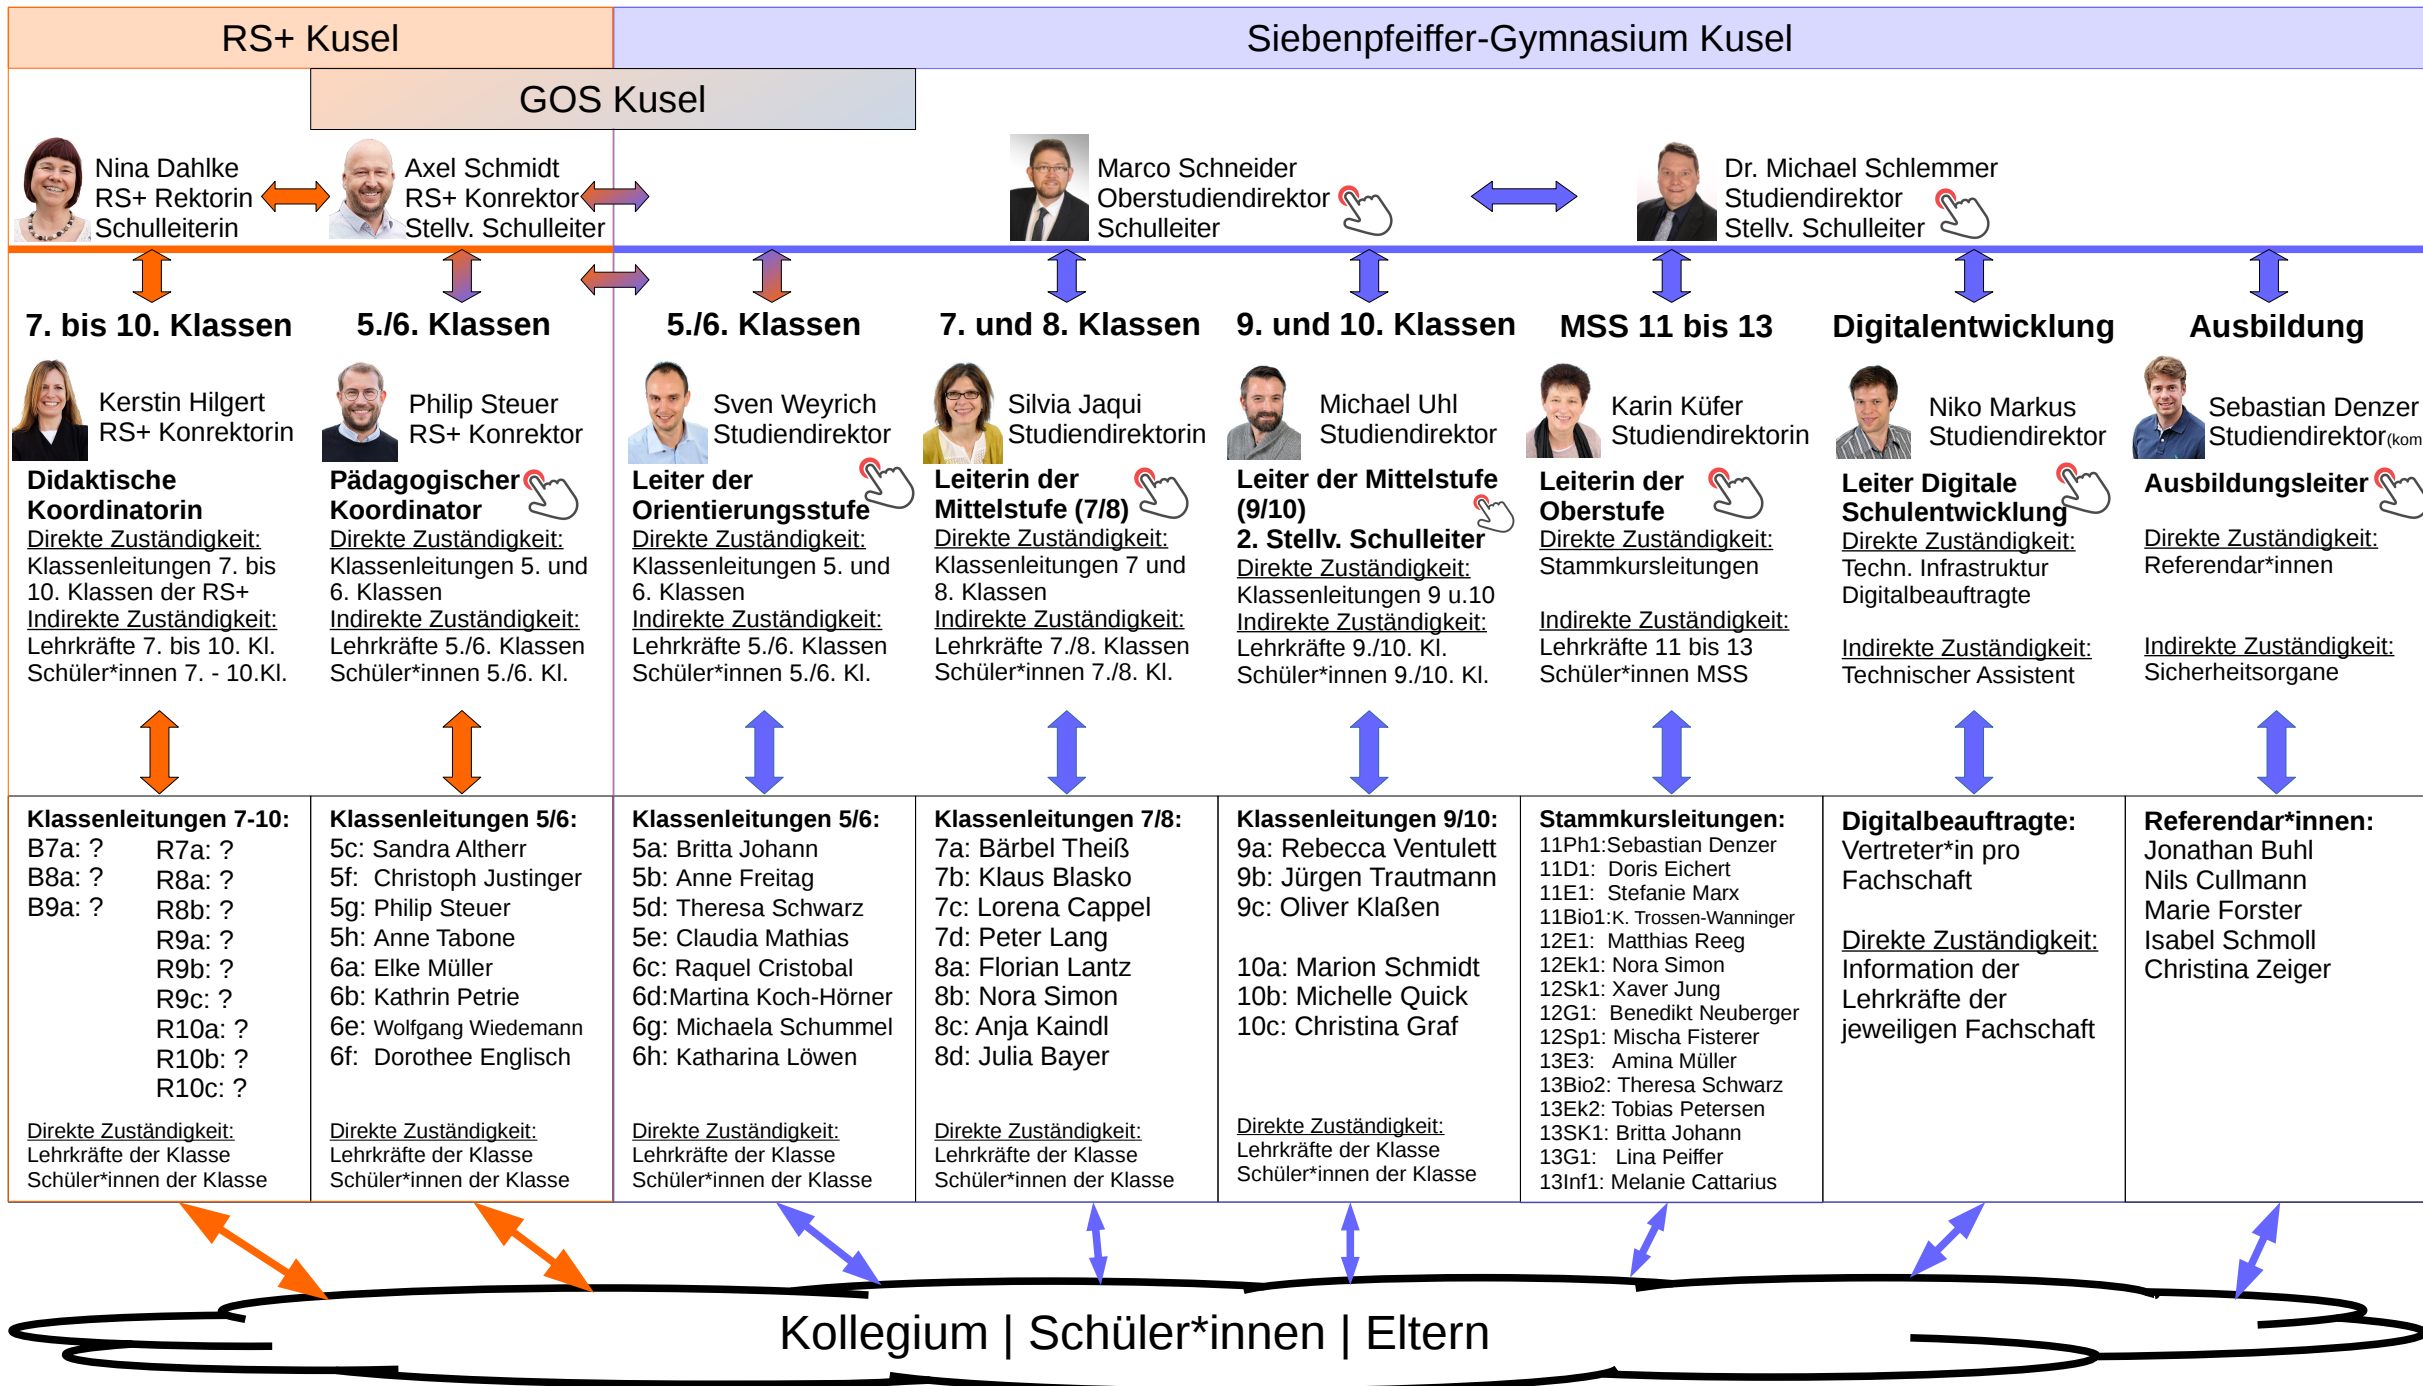 RS+ Kusel
Siebenpfeiffer-Gymnasium Kusel
GOS Kusel
Nina Dahlke
RS+ Rektorin
Schulleiterin
Axel Schmidt
RS+ Konrektor
Stellv. Schulleiter
Marco Schneider
Oberstudiendirektor
Schulleiter
Dr. Michael Schlemmer
Studiendirektor
Stellv. Schulleiter
7. bis 10. Klassen
Kerstin Hilgert
RS+ Konrektorin
Didaktische
Koordinatorin
Direkte Zuständigkeit:
Klassenleitungen 7. bis
10. Klassen der RS+
Indirekte Zuständigkeit:
Lehrkräfte 7. bis 10. Kl.
Schüler*innen 7. - 10.Kl.
5./6. Klassen
Philip Steuer
RS+ Konrektor
Pädagogischer
Koordinator
Direkte Zuständigkeit:
Klassenleitungen 5. und
6. Klassen
Indirekte Zuständigkeit:
Lehrkräfte 5./6. Klassen
Schüler*innen 5./6. Kl.
5./6. Klassen
Sven Weyrich
Studiendirektor
Leiter der
Orientierungsstufe
Direkte Zuständigkeit:
Klassenleitungen 5. und
6. Klassen
Indirekte Zuständigkeit:
Lehrkräfte 5./6. Klassen
Schüler*innen 5./6. Kl.
7. und 8. Klassen
Silvia Jaqui
Studiendirektorin
Leiterin der
Mittelstufe (7/8)
Direkte Zuständigkeit:
Klassenleitungen 7 und
8. Klassen
Indirekte Zuständigkeit:
Lehrkräfte 7./8. Klassen
Schüler*innen 7./8. Kl.
9. und 10. Klassen
Michael Uhl
Studiendirektor
Leiter der Mittelstufe
(9/10)
2. Stellv. Schulleiter
Direkte Zuständigkeit:
Klassenleitungen 9 u.10
Indirekte Zuständigkeit:
Lehrkräfte 9./10. Kl.
Schüler*innen 9./10. Kl.
MSS 11 bis 13
Karin Küfer
Studiendirektorin
Leiterin der
Oberstufe
Direkte Zuständigkeit:
Stammkursleitungen
Indirekte Zuständigkeit:
Lehrkräfte 11 bis 13
Schüler*innen MSS
Digitalentwicklung
Niko Markus
Studiendirektor
Leiter Digitale
Schulentwicklung
Direkte Zuständigkeit:
Techn. Infrastruktur
Digitalbeauftragte
Indirekte Zuständigkeit:
Technischer Assistent
Ausbildung
Sebastian Denzer
Studiendirektor(kom
Ausbildungsleiter
Direkte Zuständigkeit:
Referendar*innen
Indirekte Zuständigkeit:
Sicherheitsorgane
Klassenleitungen 7-10:
B7a: ?
B8a: ?
B9a: ?
R7a: ?
R8a: ?
R8b: ?
R9a: ?
R9b: ?
R9c: ?
R10a: ?
R10b: ?
R10c: ?
Direkte Zuständigkeit:
Lehrkräfte der Klasse
Schüler*innen der Klasse
Klassenleitungen 5/6:
5c: Sandra Altherr
5f: Christoph Justinger
5g: Philip Steuer
5h: Anne Tabone
6a: Elke Müller
6b: Kathrin Petrie
6e: Wolfgang Wiedemann
6f: Dorothee Englisch
Direkte Zuständigkeit:
Lehrkräfte der Klasse
Schüler*innen der Klasse
Klassenleitungen 5/6:
5a: Britta Johann
5b: Anne Freitag
5d: Theresa Schwarz
5e: Claudia Mathias
6c: Raquel Cristobal
6d:Martina Koch-Hörner
6g: Michaela Schummel
6h: Katharina Löwen
Direkte Zuständigkeit:
Lehrkräfte der Klasse
Schüler*innen der Klasse
Klassenleitungen 7/8:
7a: Bärbel Theiß
7b: Klaus Blasko
7c: Lorena Cappel
7d: Peter Lang
8a: Florian Lantz
8b: Nora Simon
8c: Anja Kaindl
8d: Julia Bayer
Direkte Zuständigkeit:
Lehrkräfte der Klasse
Schüler*innen der Klasse
Klassenleitungen 9/10:
9a: Rebecca Ventulett
9b: Jürgen Trautmann
9c: Oliver Klaßen
10a: Marion Schmidt
10b: Michelle Quick
10c: Christina Graf
Direkte Zuständigkeit:
Lehrkräfte der Klasse
Schüler*innen der Klasse
Stammkursleitungen:
11Ph1:Sebastian Denzer
11D1: Doris Eichert
11E1: Stefanie Marx
11Bio1:K. Trossen-Wanninger
12E1: Matthias Reeg
12Ek1: Nora Simon
12Sk1: Xaver Jung
12G1: Benedikt Neuberger
12Sp1: Mischa Fisterer
13E3: Amina Müller
13Bio2: Theresa Schwarz
13Ek2: Tobias Petersen
13SK1: Britta Johann
13G1: Lina Peiffer
13Inf1: Melanie Cattarius
Digitalbeauftragte:
Vertreter*in pro
Fachschaft
Direkte Zuständigkeit:
Information der
Lehrkräfte der
jeweiligen Fachschaft
Referendar*innen:
Jonathan Buhl
Nils Cullmann
Marie Forster
Isabel Schmoll
Christina Zeiger
Kollegium | Schüler*innen | Eltern